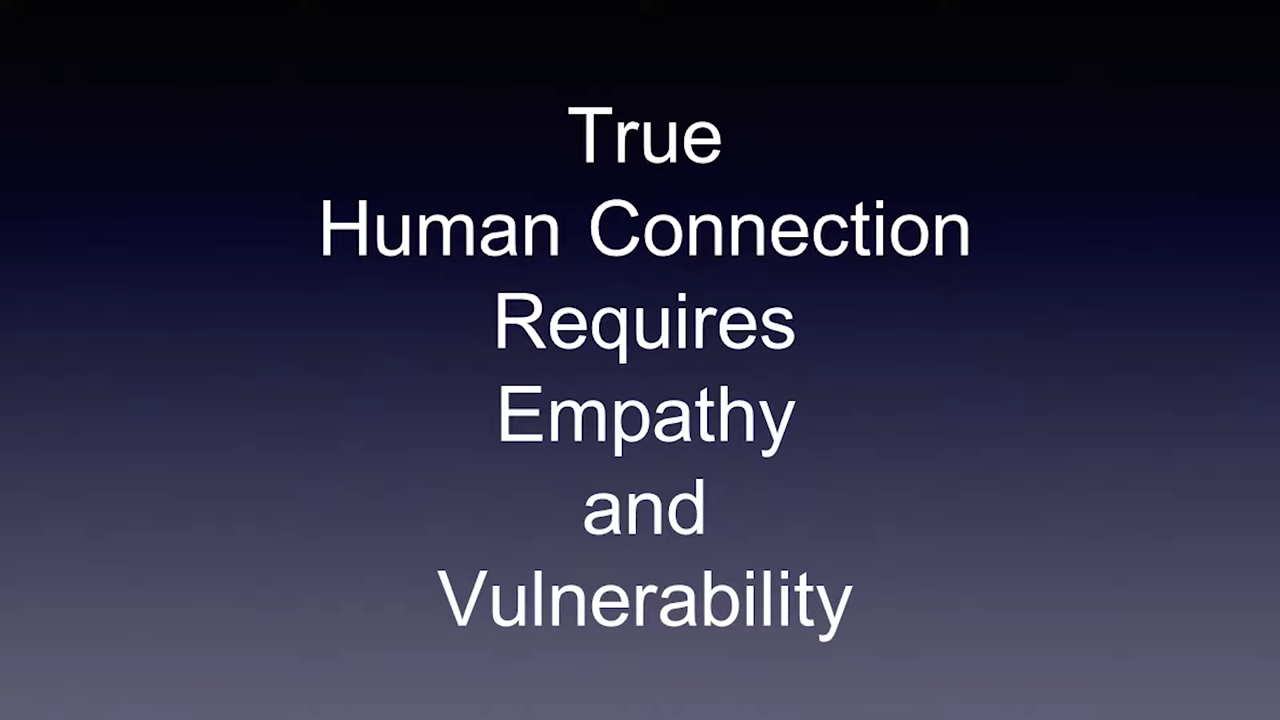 True
Human Connection
Requires
Empathy
and
Vulnerability